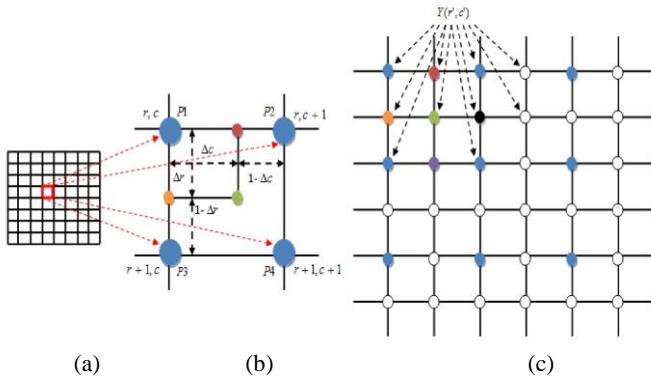 Y(r',c')
r,c P1 P2 r,c+1
Δc
Δr 1-Δc
1-Δr
r+1,c P3 P4 r+1,c+1
(a) (b) (c)